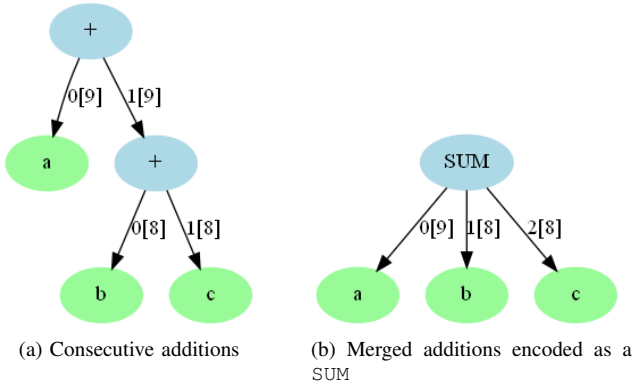 +
0[9] 1[9]
a +
SUM
0[8] 1[8]
0[9] 1[8] 2[8]
b c
a b c
(a) Consecutive additions
(b) Merged additions encoded as a
SUM